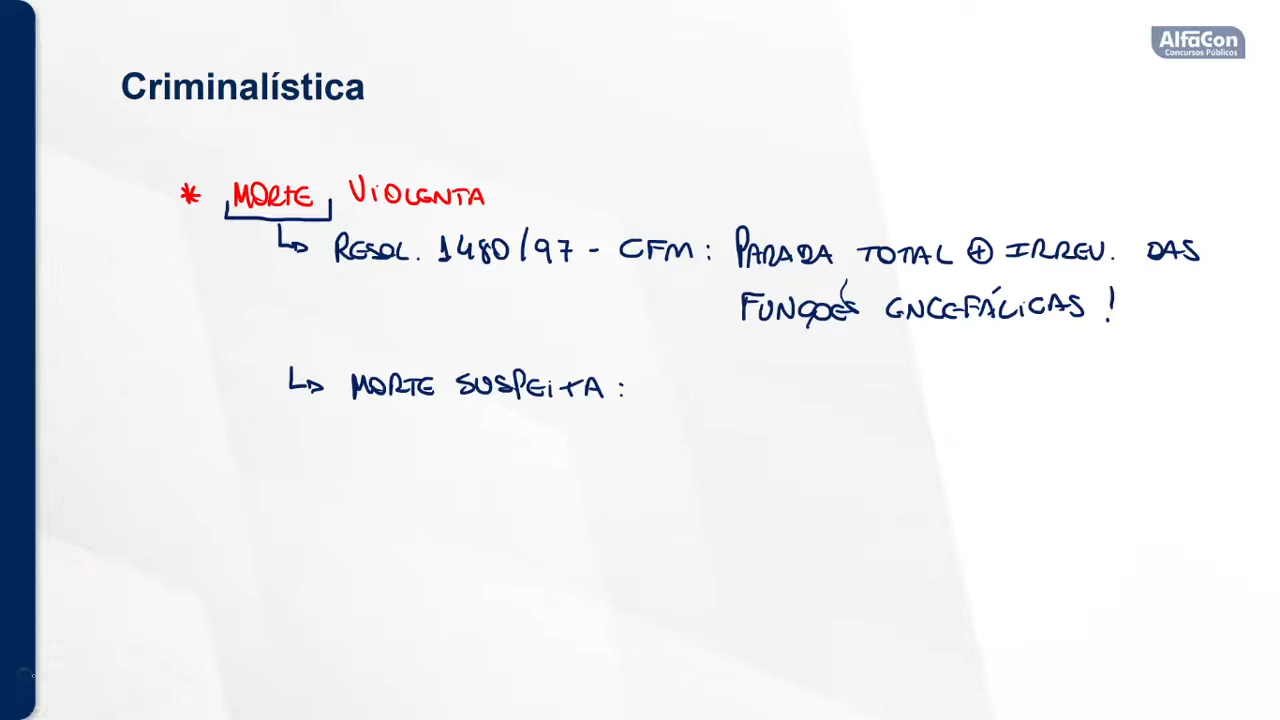 AlfaCon
Concursos Públicos
Criminalística
* MORTE VIOLENTA
↳ RESOL. 1480/97 - CFM: PARADA TOTAL ⊕ IRREV. DAS
FUNÇÕES ENCEFÁLICAS!
↳ MORTE SUSPEITA: